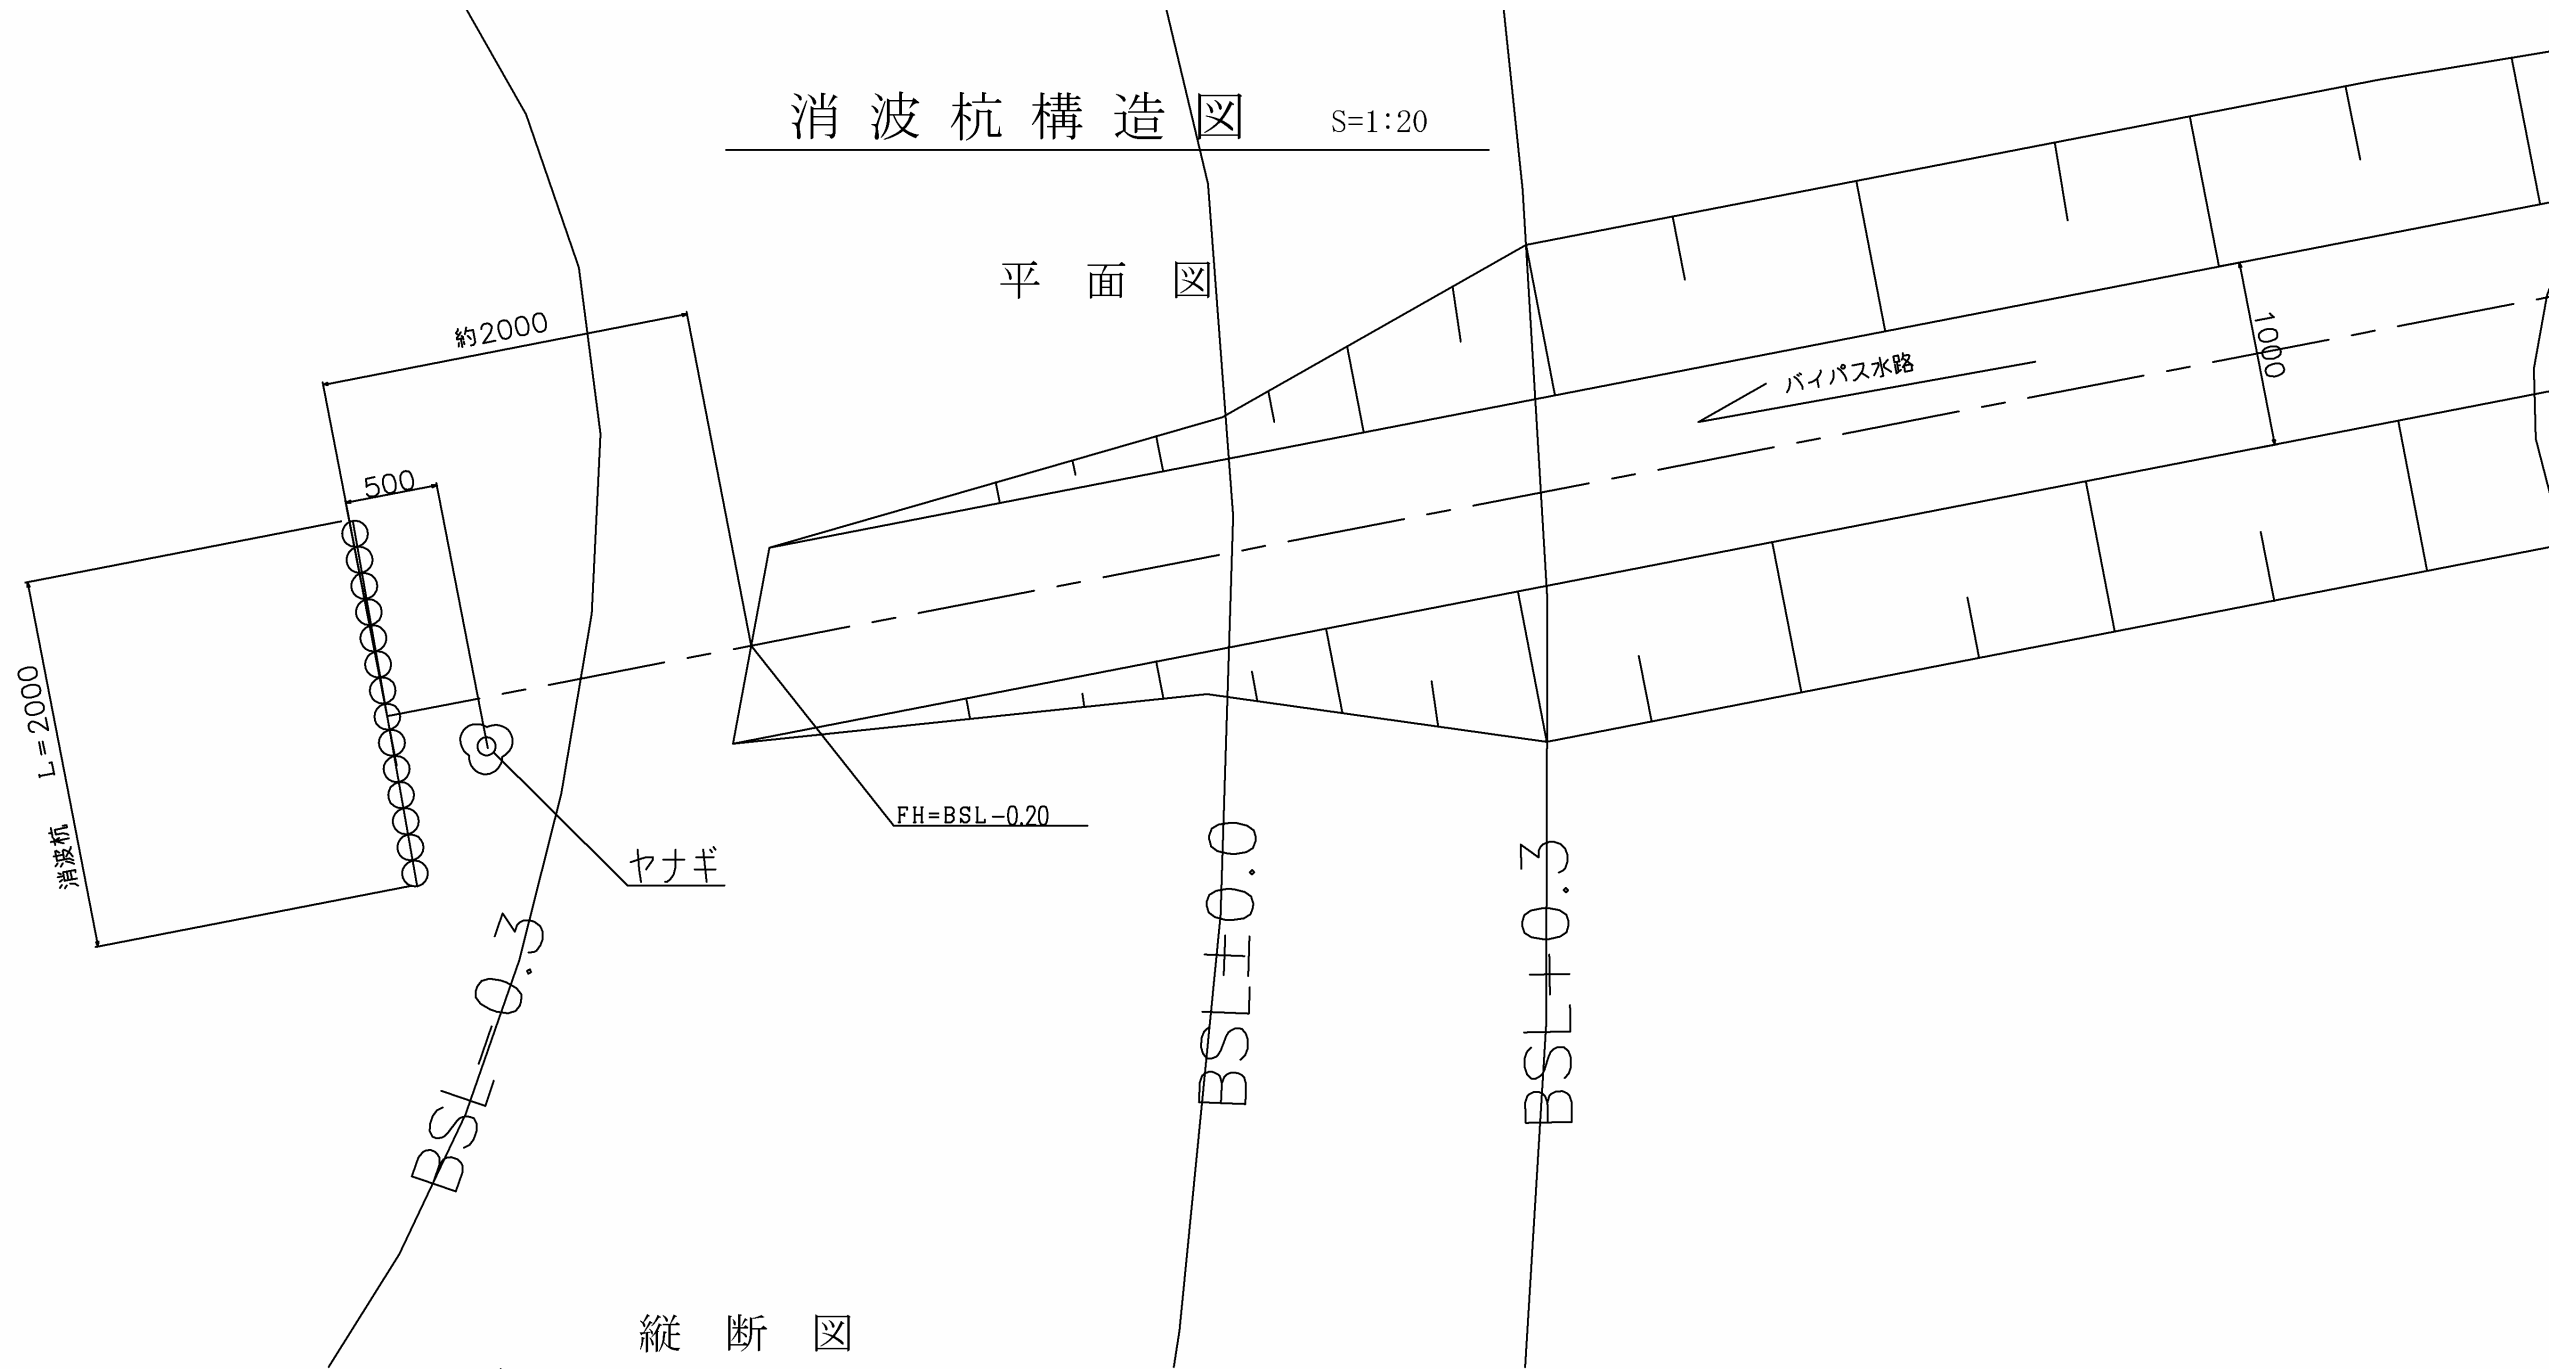 消波杭構造図 S=1:20
平面図
約2000
500
バイパス水路
1000
消波杭 L=2000
FH=BSL-0.20
ヤナギ
BSL-0.3
BSL±0.0
BSL+0.3
縦断図